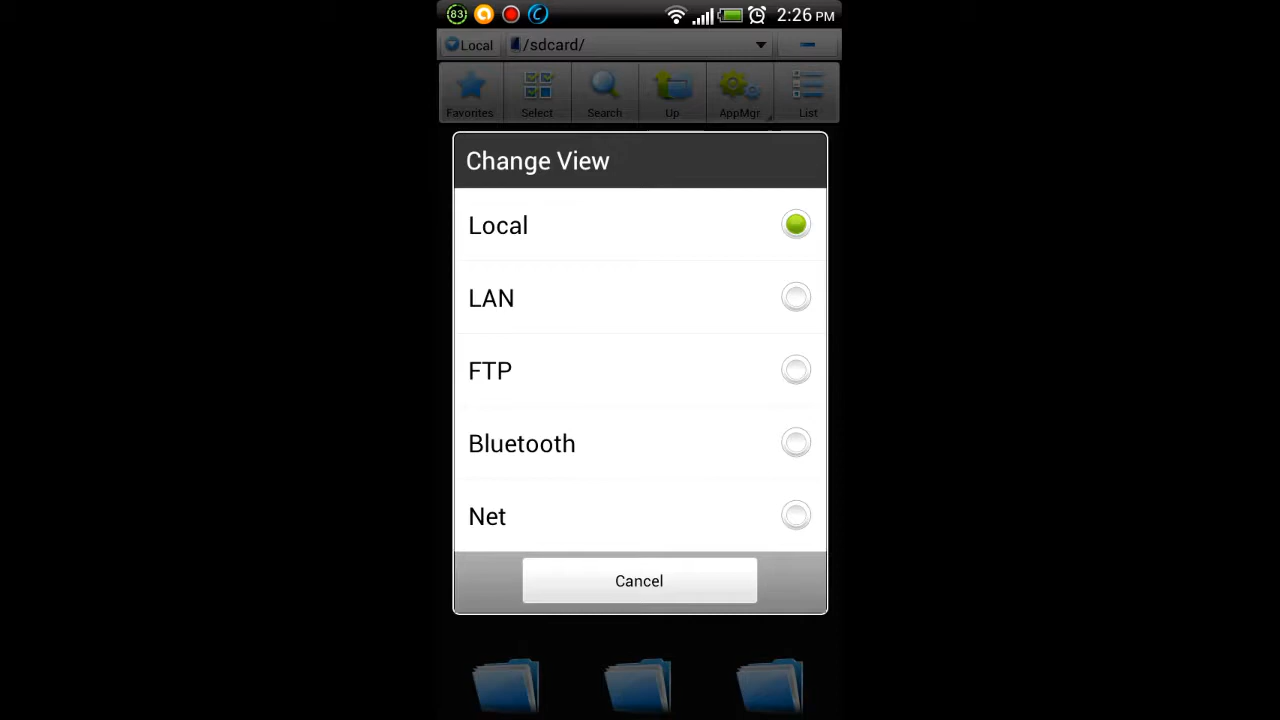 83 2:26 PM
Local /sdcard/
Favorites Select Search Up AppMgr List
Change View
Local
LAN
FTP
Bluetooth
Net
Cancel